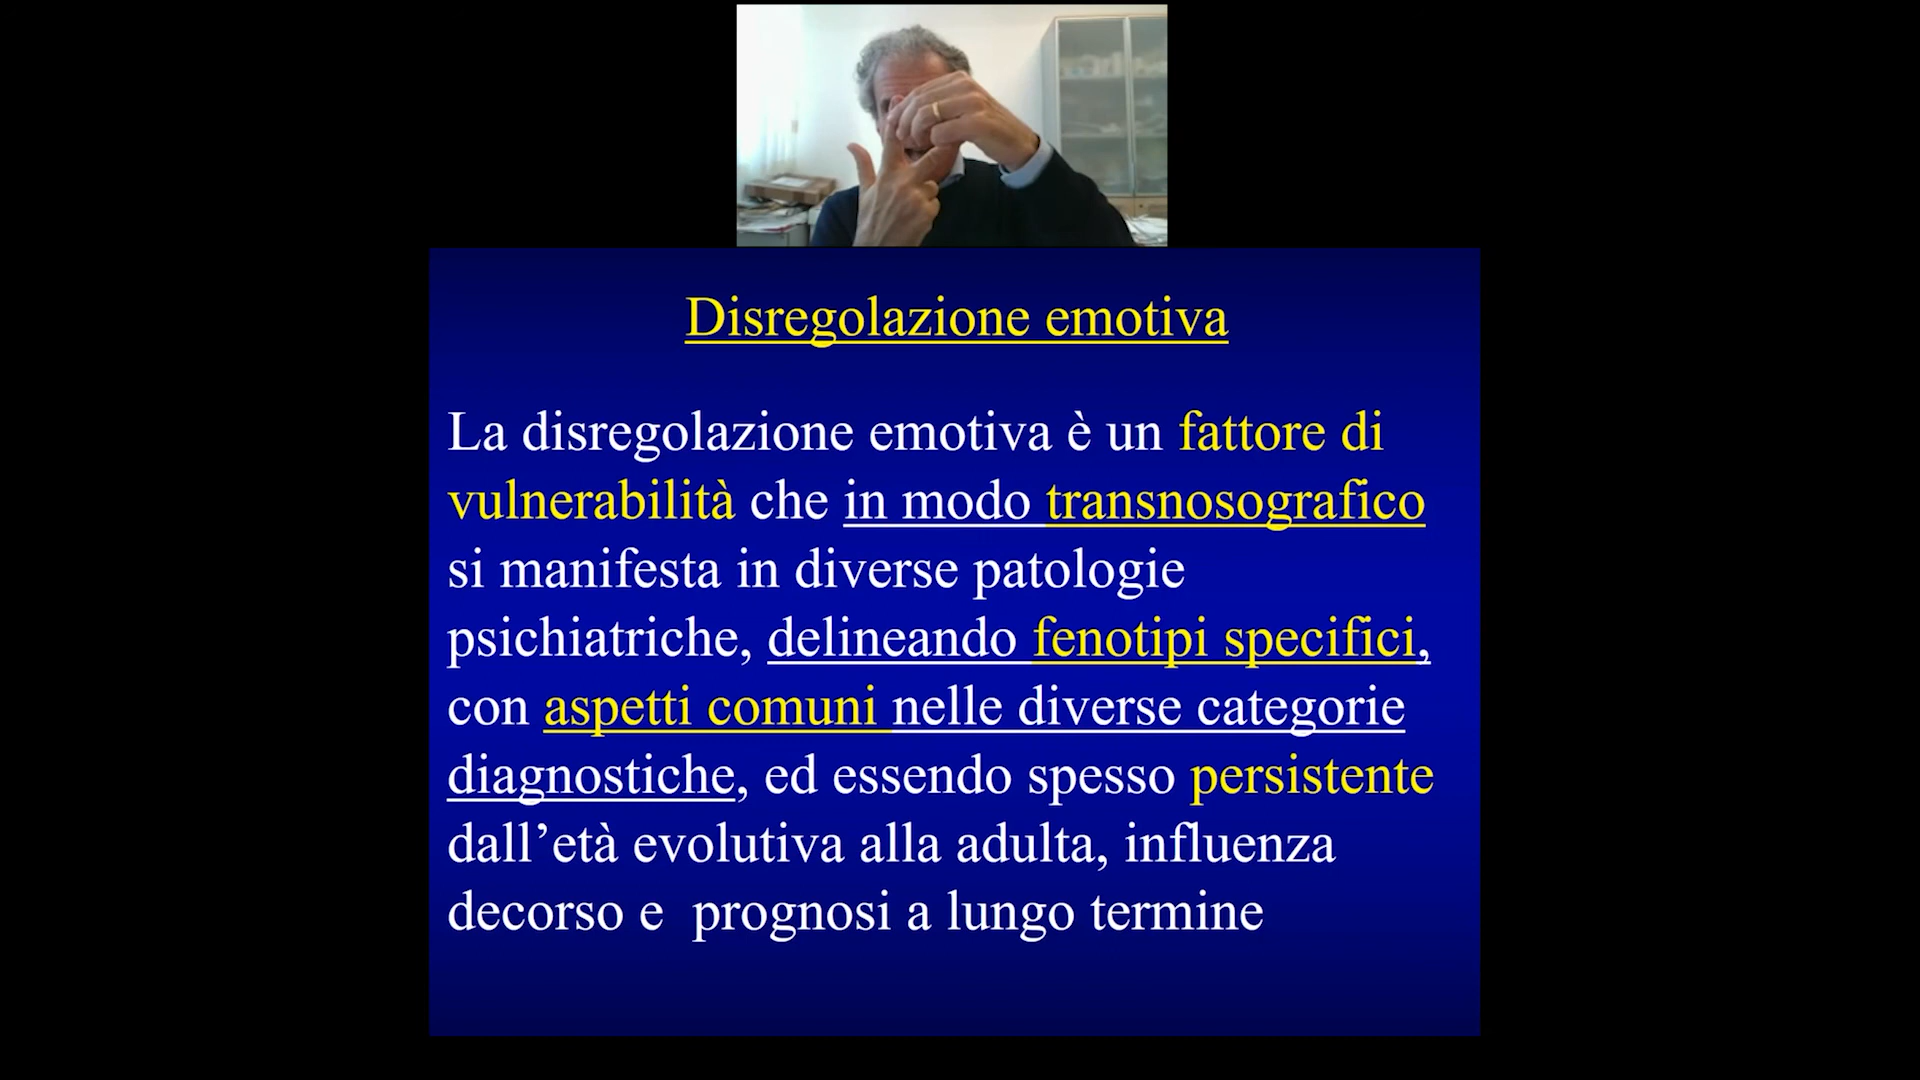 Disregolazione emotiva
La disregolazione emotiva è un fattore di
vulnerabilità che in modo transnosografico
si manifesta in diverse patologie
psichiatriche, delineando fenotipi specifici,
con aspetti comuni nelle diverse categorie
diagnostiche, ed essendo spesso persistente
dall’età evolutiva alla adulta, influenza
decorso e  prognosi a lungo termine